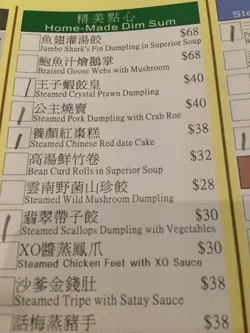 精美點心
Home-Made Dim Sum
魚翅灌湯餃 $68
Jumbo Shark's Fin Dumpling in Superior Soup
鮑魚汁燴鵝掌 $68
Braised Goose Webs with Mushroom
王子蝦餃皇 $40
Steamed Crystal Prawn Dumpling
公主燒賣 $40
Steamed Pork Dumpling with Crab Roe
養顏紅棗糕 $38
Steamed Chinese Red date Cake
高湯鮮竹卷 $32
Bean Curd Rolls in Superior Soup
雲南野菌山珍餃 $28
Steamed Wild Mushroom Dumpling
翡翠帶子餃 $30
Steamed Scallops Dumpling with Vegetables
XO醬蒸鳳爪 $30
Steamed Chicken Feet with XO Sauce
沙爹金錢肚 $38
Steamed Tripe with Satay Sauce
話梅蒸豬手 $38